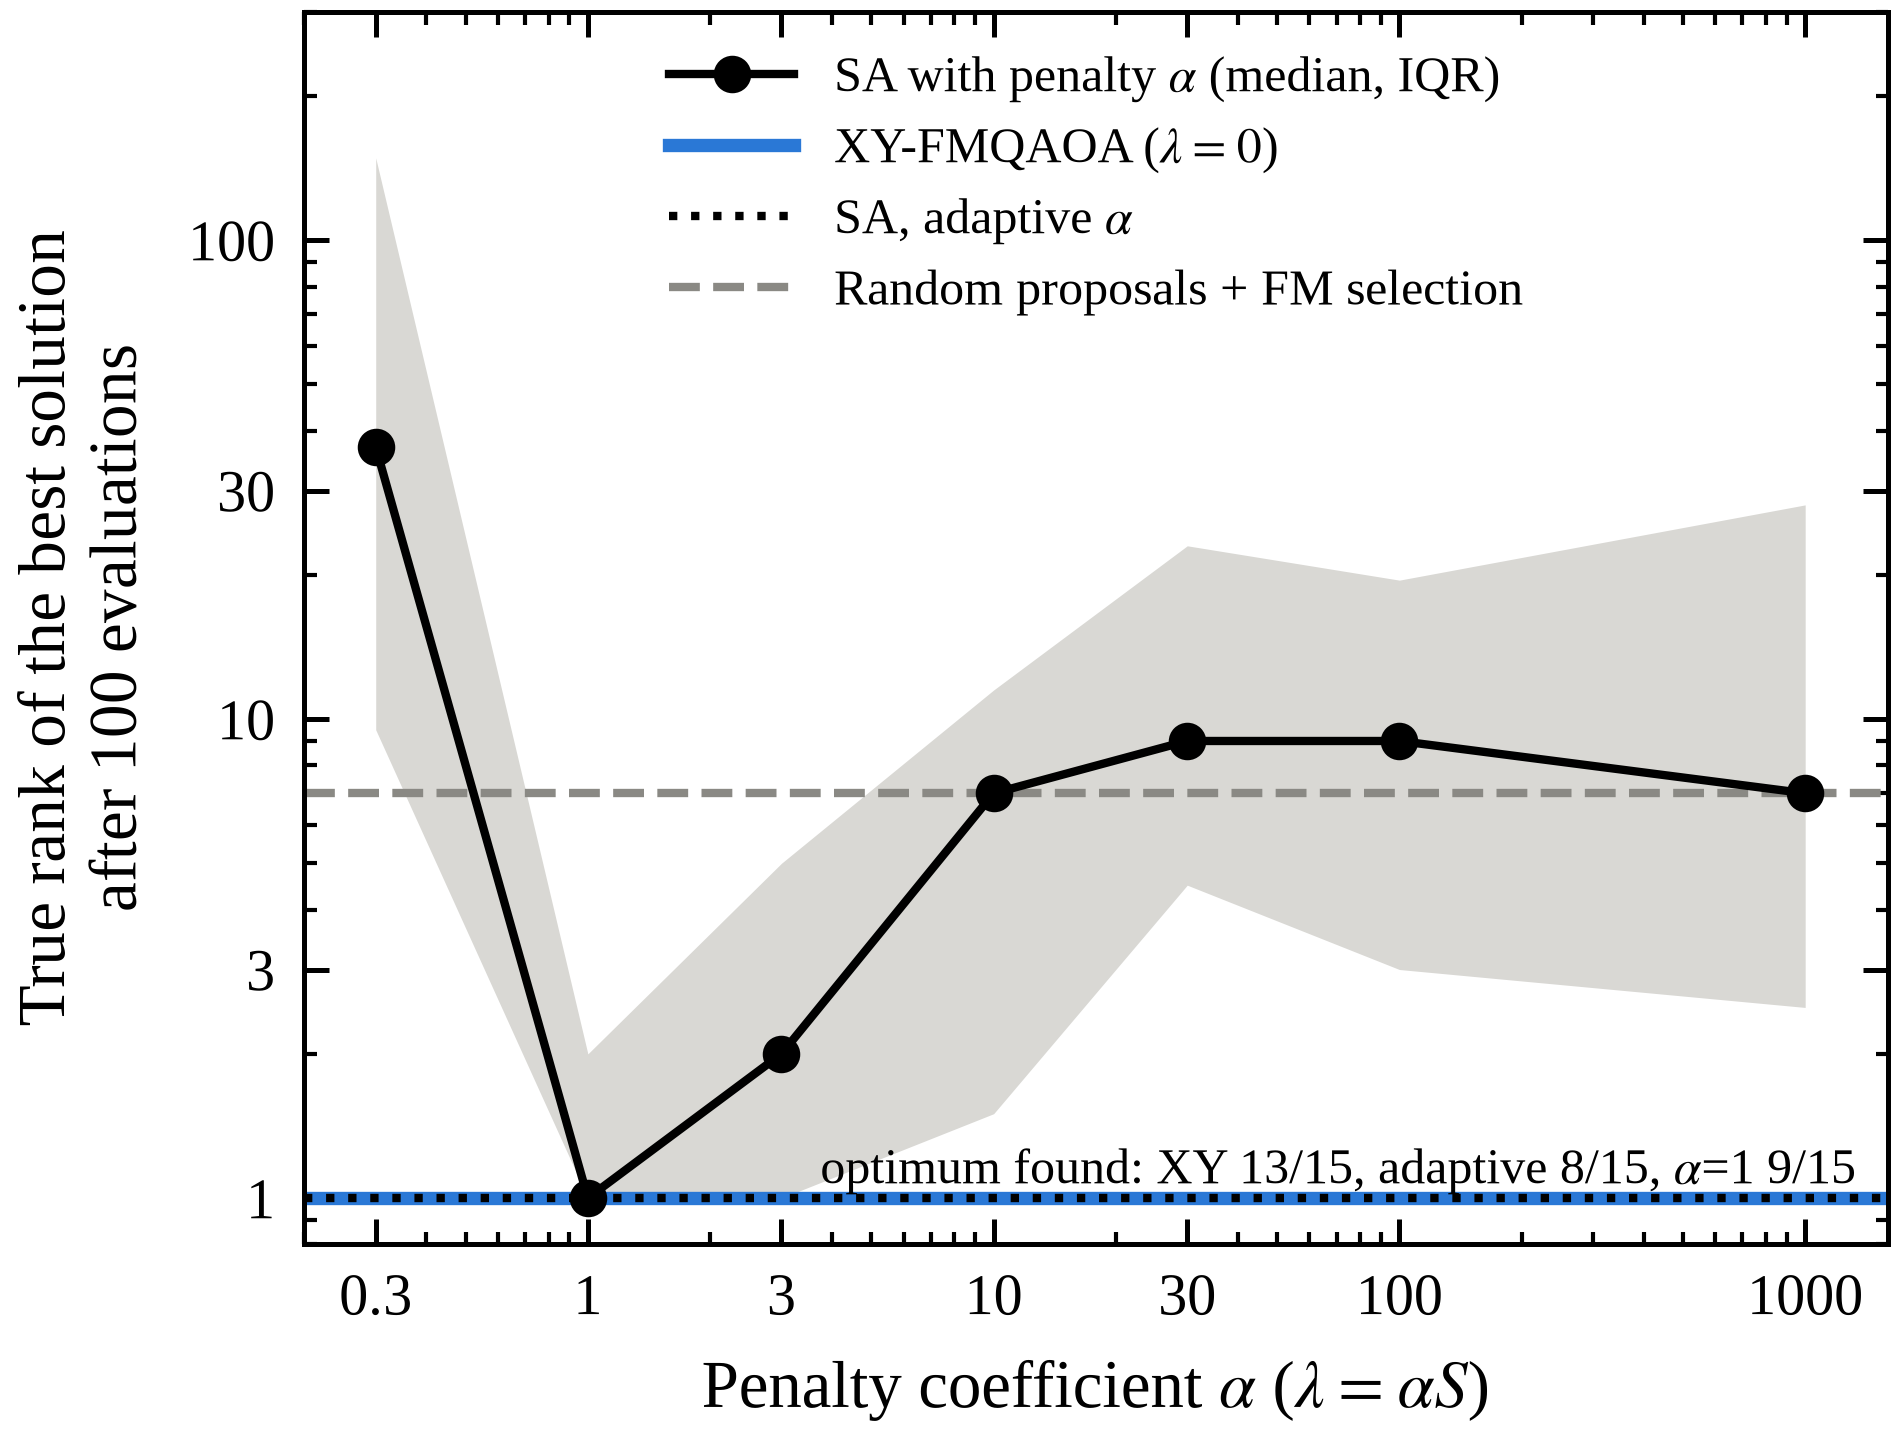 SA with penalty α (median, IQR)
XY-FMQAOA (λ = 0)
SA, adaptive α
Random proposals + FM selection
True rank of the best solution
after 100 evaluations
100
30
10
3
1
optimum found: XY 13/15, adaptive 8/15, α=1 9/15
0.3 1 3 10 30 100 1000
Penalty coefficient α (λ = αS)